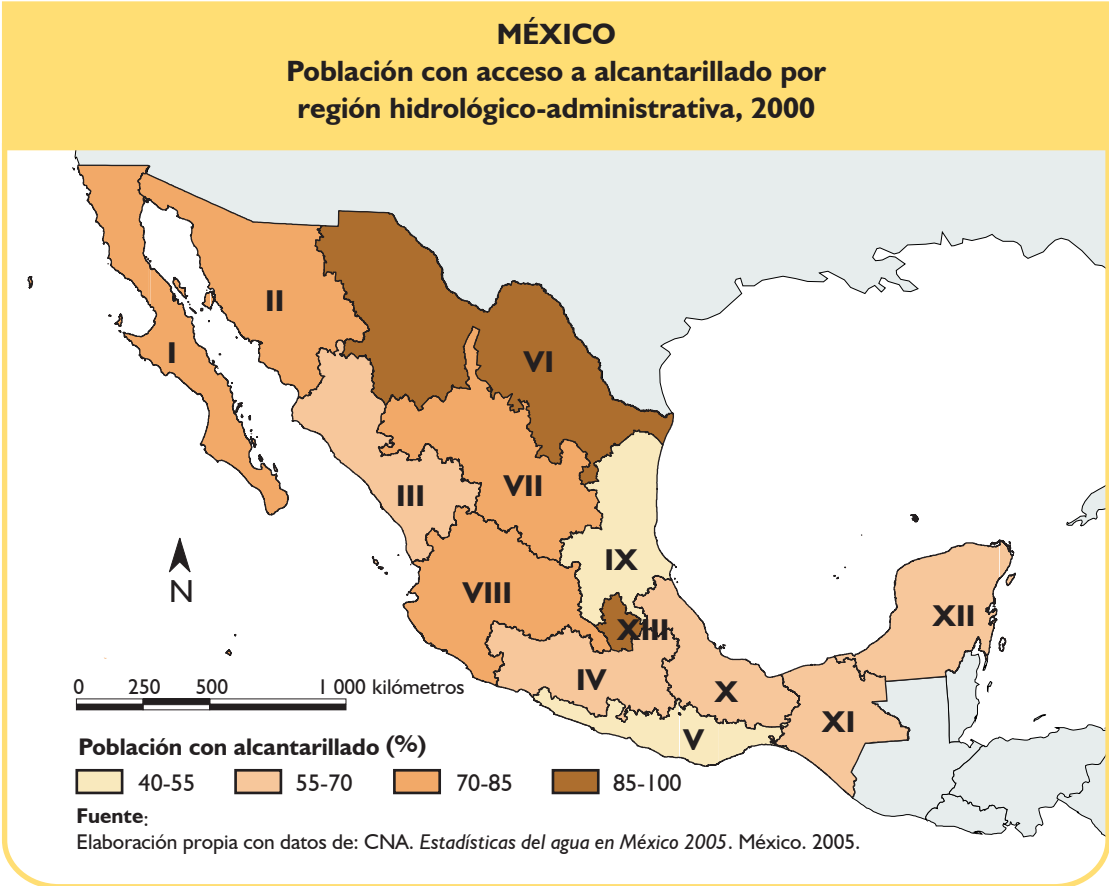 MÉXICO
Población con acceso a alcantarillado por
región hidrológico-administrativa, 2000
I
II
VI
III
VII
IX
VIII
XIII
XII
IV
X
XI
V
N
0 250 500 1 000 kilómetros
Población con alcantarillado (%)
40-55 55-70 70-85 85-100
Fuente:
Elaboración propia con datos de: CNA. Estadísticas del agua en México 2005. México. 2005.